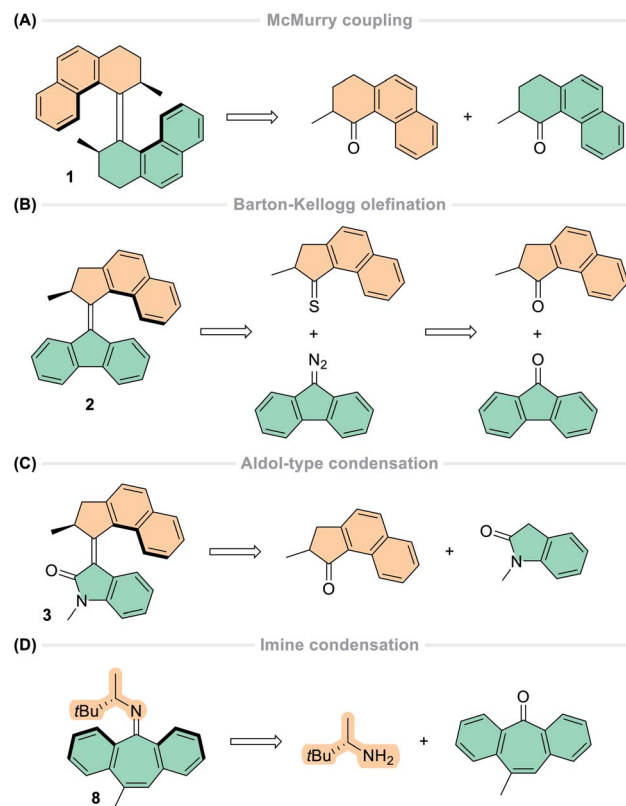 (A) McMurry coupling
+
O
O
1
(B) Barton-Kellogg olefination
S
O
+
+
N2
O
2
(C) Aldol-type condensation
O
+
O
N
N
O
3
(D) Imine condensation
tBu
N
tBu
NH2
+
O
8